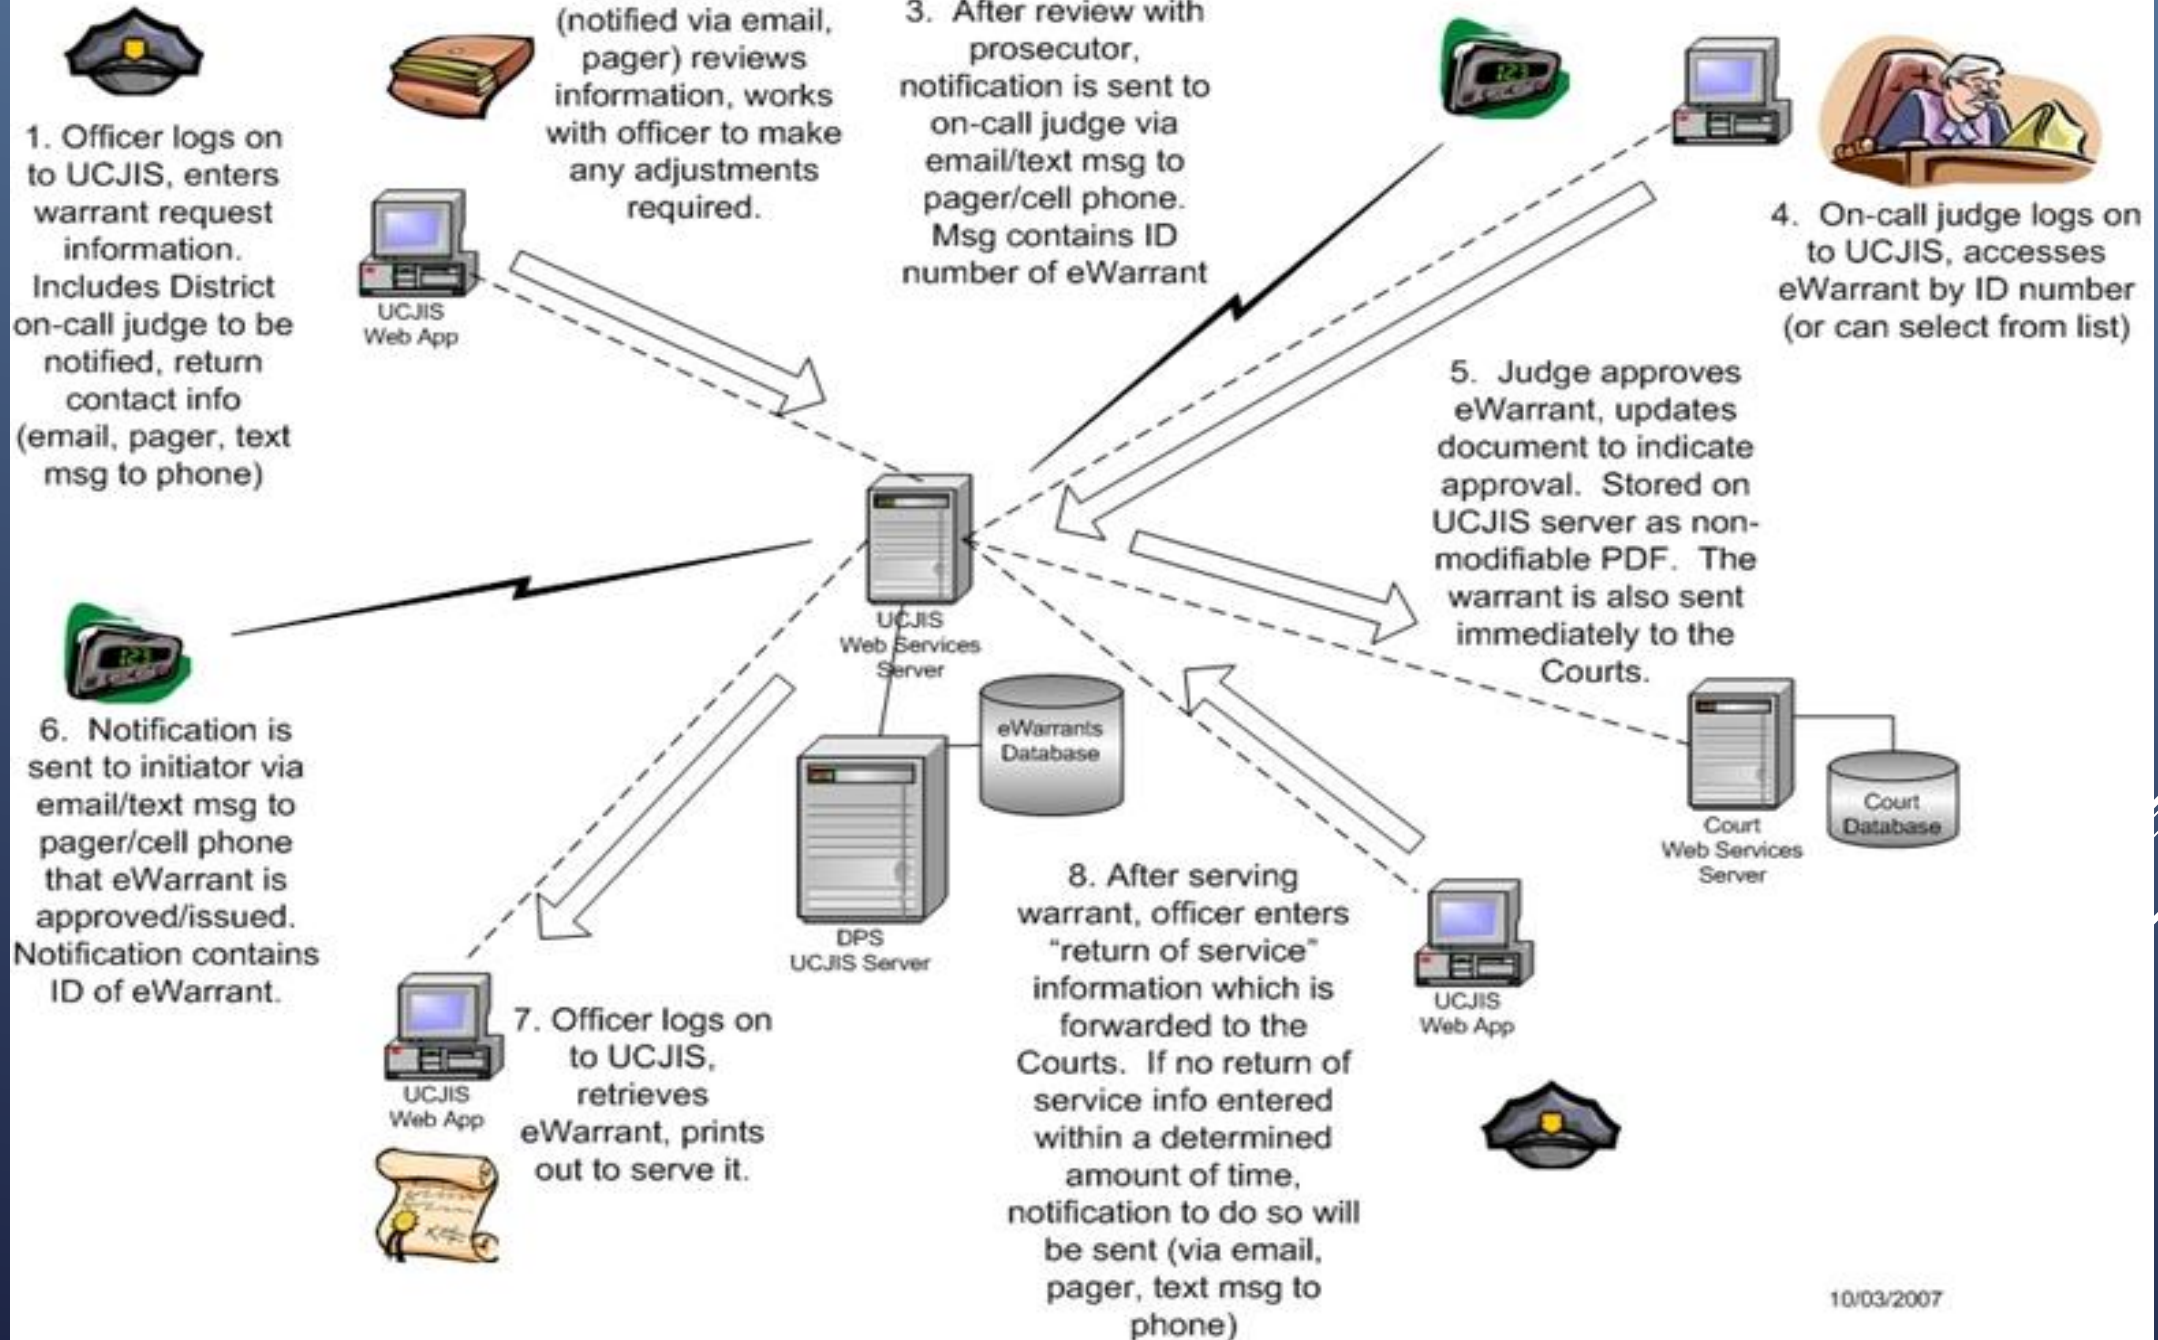 1. Officer logs on
to UCJIS, enters
warrant request
information.
Includes District
on-call judge to be
notified, return
contact info
(email, pager, text
msg to phone)
(notified via email,
pager) reviews
information, works
with officer to make
any adjustments
required.
UCJIS
Web App
3. After review with
prosecutor,
notification is sent to
on-call judge via
email/text msg to
pager/cell phone.
Msg contains ID
number of eWarrant
123
4. On-call judge logs on
to UCJIS, accesses
eWarrant by ID number
(or can select from list)
5. Judge approves
eWarrant, updates
document to indicate
approval. Stored on
UCJIS server as non-
modifiable PDF. The
warrant is also sent
immediately to the
Courts.
UCJIS
Web Services
Server
eWarrants
Database
DPS
UCJIS Server
Court
Web Services
Server
Court
Database
123
6. Notification is
sent to initiator via
email/text msg to
pager/cell phone
that eWarrant is
approved/issued.
Notification contains
ID of eWarrant.
UCJIS
Web App
7. Officer logs on
to UCJIS,
retrieves
eWarrant, prints
out to serve it.
8. After serving
warrant, officer enters
“return of service”
information which is
forwarded to the
Courts. If no return of
service info entered
within a determined
amount of time,
notification to do so will
be sent (via email,
pager, text msg to
phone)
UCJIS
Web App
10/03/2007